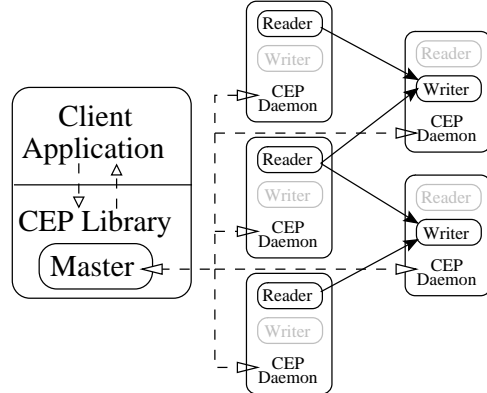 Client
Application
CEP Library
Master
Reader
Writer
CEP
Daemon
Reader
Writer
CEP
Daemon
Reader
Writer
CEP
Daemon
Reader
Writer
CEP
Daemon
Reader
Writer
CEP
Daemon